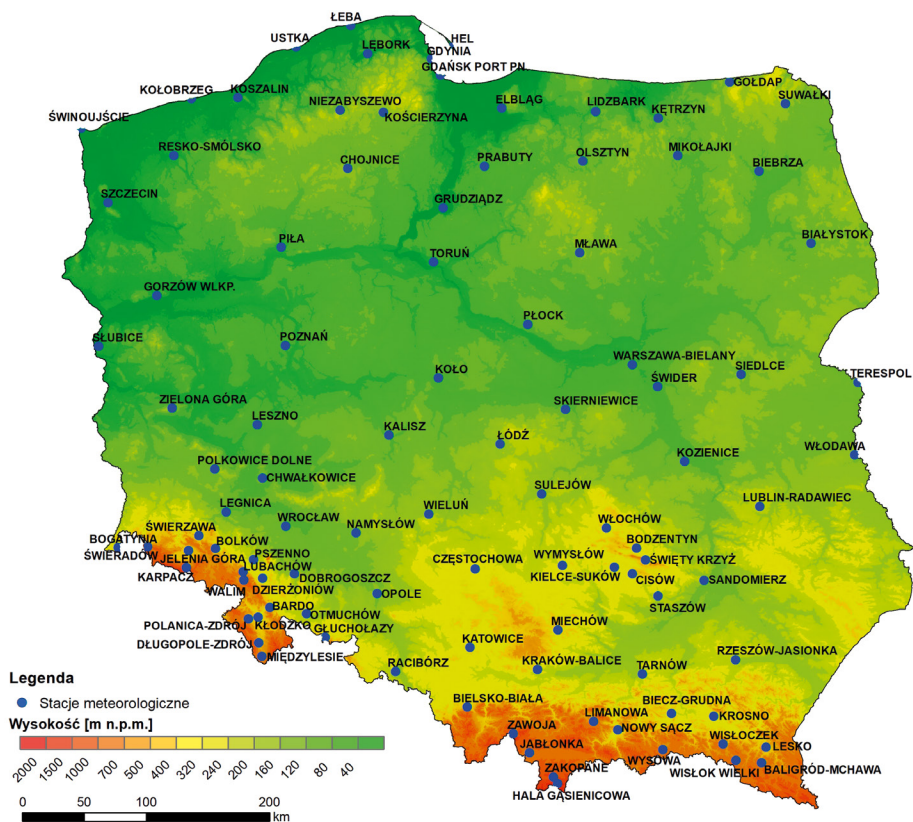 ŁEBA
USTKA
HEL
LĘBORK
GDYNIA
GDAŃSK PORT PN.
GOŁDAP
SUWAŁKI
KOŁOBRZEG
KOSZALIN
NIEZABYSZEWO
ELBLĄG
LIDZBARK
KĘTRZYN
KOŚCIERZYNA
ŚWINOUJŚCIE
RESKO-SMÓLSKO
CHOJNICE
PRABUTY
OLSZTYN
MIKOŁAJKI
BIEBRZA
SZCZECIN
GRUDZIĄDZ
PIŁA
TORUŃ
MŁAWA
BIAŁYSTOK
GORZÓW WLKP.
PŁOCK
SŁUBICE
POZNAŃ
KOŁO
WARSZAWA-BIELANY
SIEDLCE
TERESPOL
ŚWIDER
ZIELONA GÓRA
LESZNO
SKIERNIEWICE
KALISZ
ŁÓDŹ
WŁODAWA
KOZIENICE
POLKOWICE DOLNE
CHWAŁKOWICE
SULEJÓW
LUBLIN-RADAWIEC
LEGNICA
WIELUŃ
ŚWIERZAWA
WROCŁAW
NAMYSŁÓW
WŁOCHÓW
BOGATYNIA
BOLKÓW
BODZENTYN
ŚWIERADÓW
JELENIA GÓRA
PSZENNO
CZĘSTOCHOWA
WYMYSŁÓW
ŚWIĘTY KRZYŻ
LUBACHÓW
KARPACZ
DOBROGOSZCZ
KIELCE-SUKÓW
CISÓW
SANDOMIERZ
WALIM
DZIERŻONIÓW
OPOLE
STASZÓW
BARDO
OTMUCHÓW
POLANICA-ZDRÓJ
KŁODZKO
GŁUCHOŁAZY
MIECHÓW
DŁUGOPOLE-ZDRÓJ
KATOWICE
RZESZÓW-JASIONKA
MIĘDZYLESIE
RACIBÓRZ
KRAKÓW-BALICE
TARNÓW
Legenda
Stacje meteorologiczne
Wysokość [m n.p.m.]
2000 1500 1000 700 500 400 320 240 200 160 120 80 40
0 50 100 200
km
BIELSKO-BIAŁA
BIECZ-GRUDNA
LIMANOWA
KROSNO
ZAWOJA
NOWY SĄCZ
WISŁOCZEK
JABŁONKA
LESKO
WYSOWA
ZAKOPANE
WISŁOK WIELKI
BALIGRÓD-MCHAWA
HALA GĄSIENICOWA